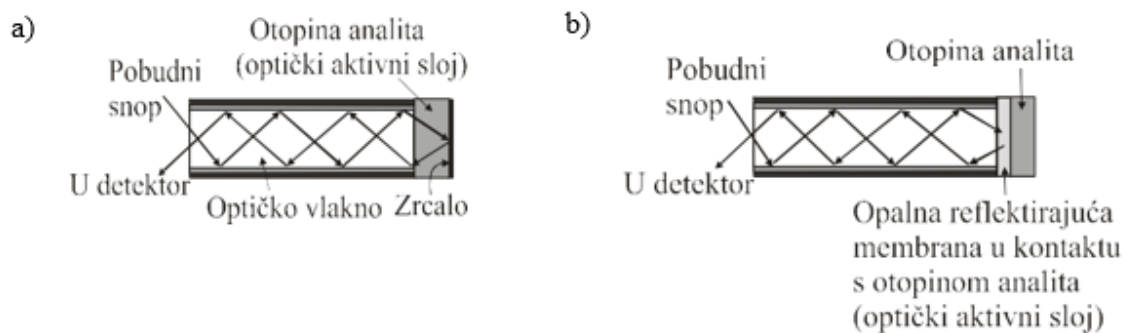 a)
Otopina analita
(optički aktivni sloj)
Pobudni
snop
U detektor
Optičko vlakno
Zrcalo
b)
Otopina analita
Pobudni
snop
U detektor
Opalna reflektirajuća
membrana u kontaktu
s otopinom analita
(optički aktivni sloj)